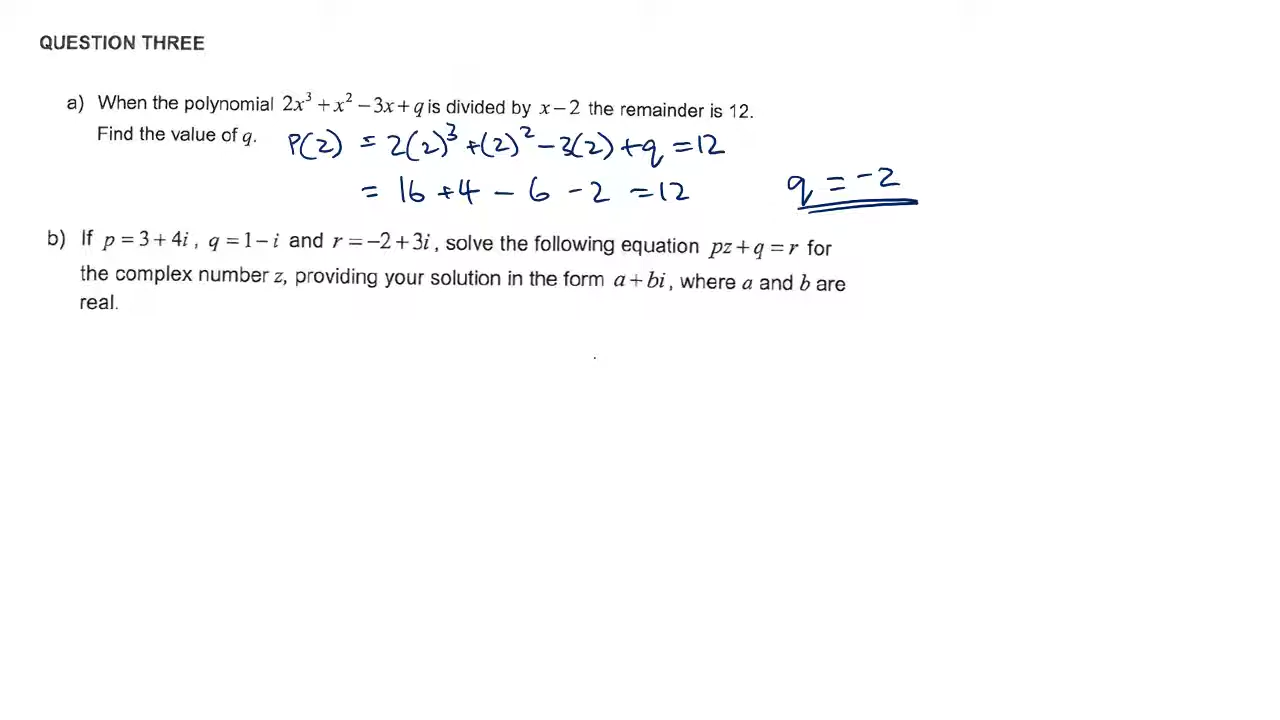 QUESTION THREE
a) When the polynomial 2x³ + x² − 3x + q is divided by x − 2 the remainder is 12.
Find the value of q.
P(2) = 2(2)³ + (2)² − 3(2) + q = 12
= 16 + 4 − 6 − 2 = 12
q = −2
b) If p = 3 + 4i , q = 1 − i and r = −2 + 3i , solve the following equation pz + q = r for
the complex number z, providing your solution in the form a + bi , where a and b are
real.